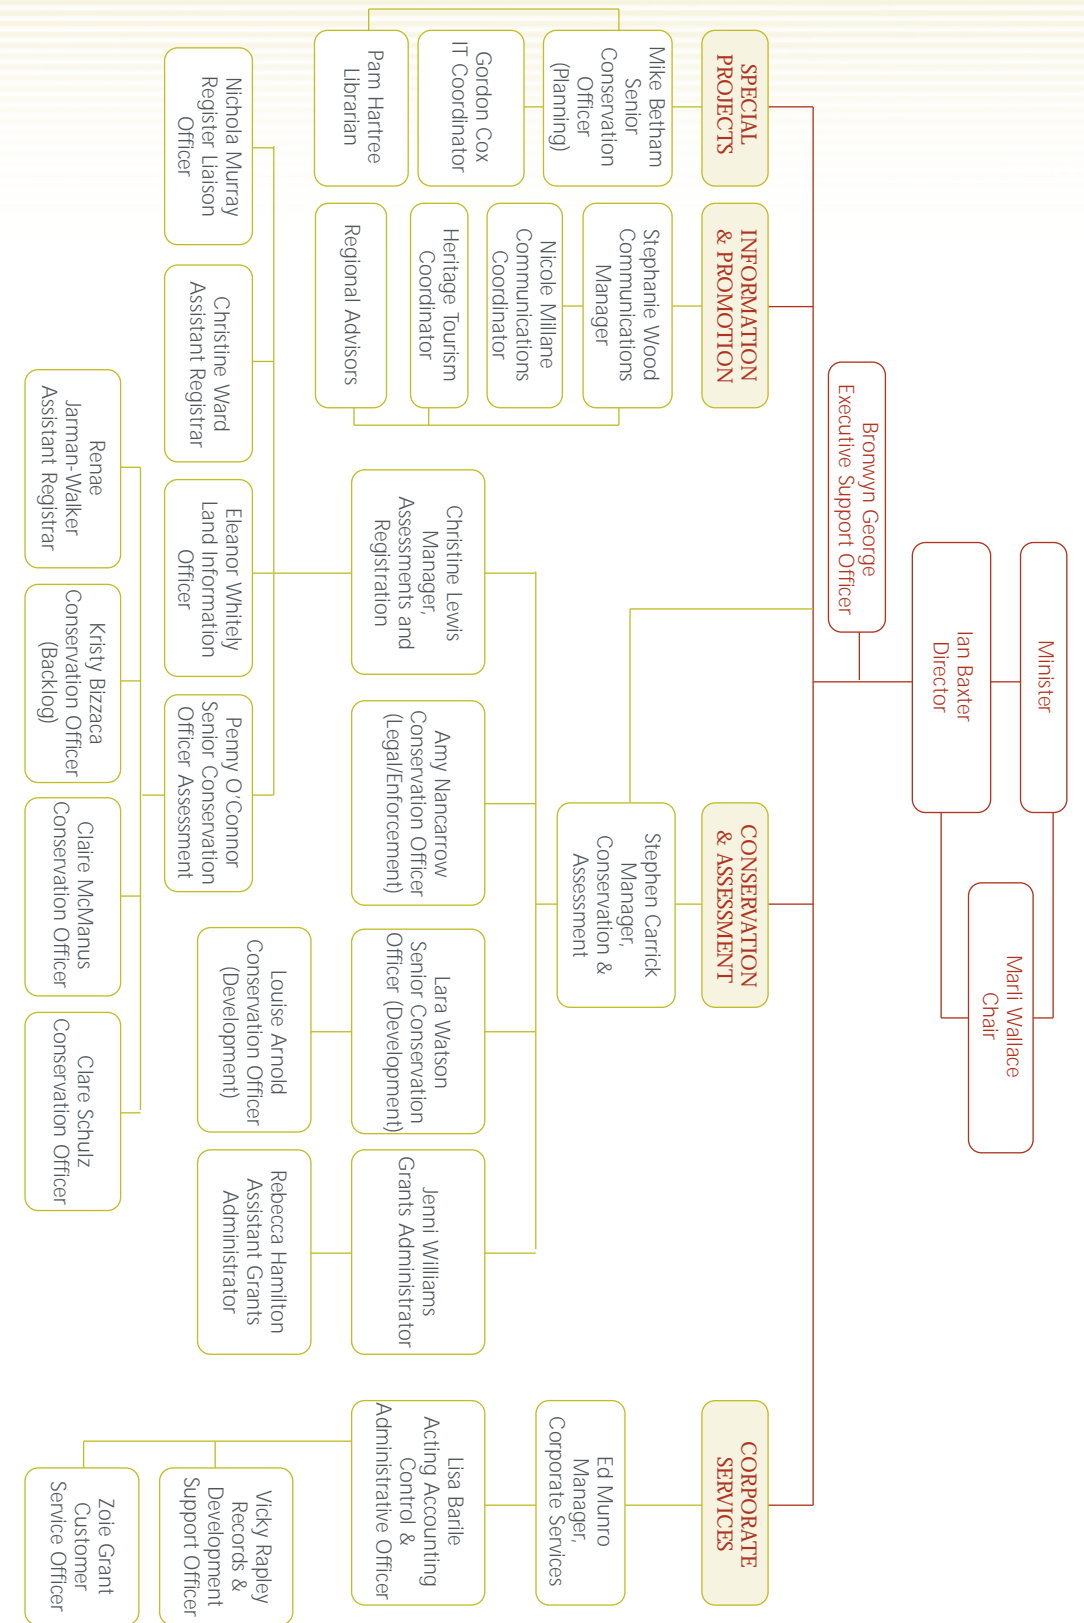 Minister
Marli Wallace
Chair
Ian Baxter
Director
Bronwyn George
Executive Support Officer
SPECIAL
PROJECTS
INFORMATION
& PROMOTION
CONSERVATION
& ASSESSMENT
CORPORATE
SERVICES
Mike Betham
Senior
Conservation
Officer
(Planning)
Gordon Cox
IT Coordinator
Pam Hartree
Librarian
Stephanie Wood
Communications
Manager
Nicole Millane
Communications
Coordinator
Heritage Tourism
Coordinator
Regional Advisors
Stephen Carrick
Manager,
Conservation &
Assessment
Christine Lewis
Manager,
Assessments and
Registration
Amy Nancarrow
Conservation Officer
(Legal/Enforcement)
Lara Watson
Senior Conservation
Officer (Development)
Jenni Williams
Grants Administrator
Louise Arnold
Conservation Officer
(Development)
Rebecca Hamilton
Assistant Grants
Administrator
Nichola Murray
Register Liaison
Officer
Christine Ward
Assistant Registrar
Eleanor Whitely
Land Information
Officer
Penny O'Connor
Senior Conservation
Officer Assessment
Renae
Jarman-Walker
Assistant Registrar
Kristy Bizzaca
Conservation Officer
(Backlog)
Claire McManus
Conservation Officer
Clare Schulz
Conservation Officer
Ed Munro
Manager,
Corporate Services
Lisa Barile
Acting Accounting
Control &
Administrative Officer
Vicky Rapley
Records &
Development
Support Officer
Zoie Grant
Customer
Service Officer